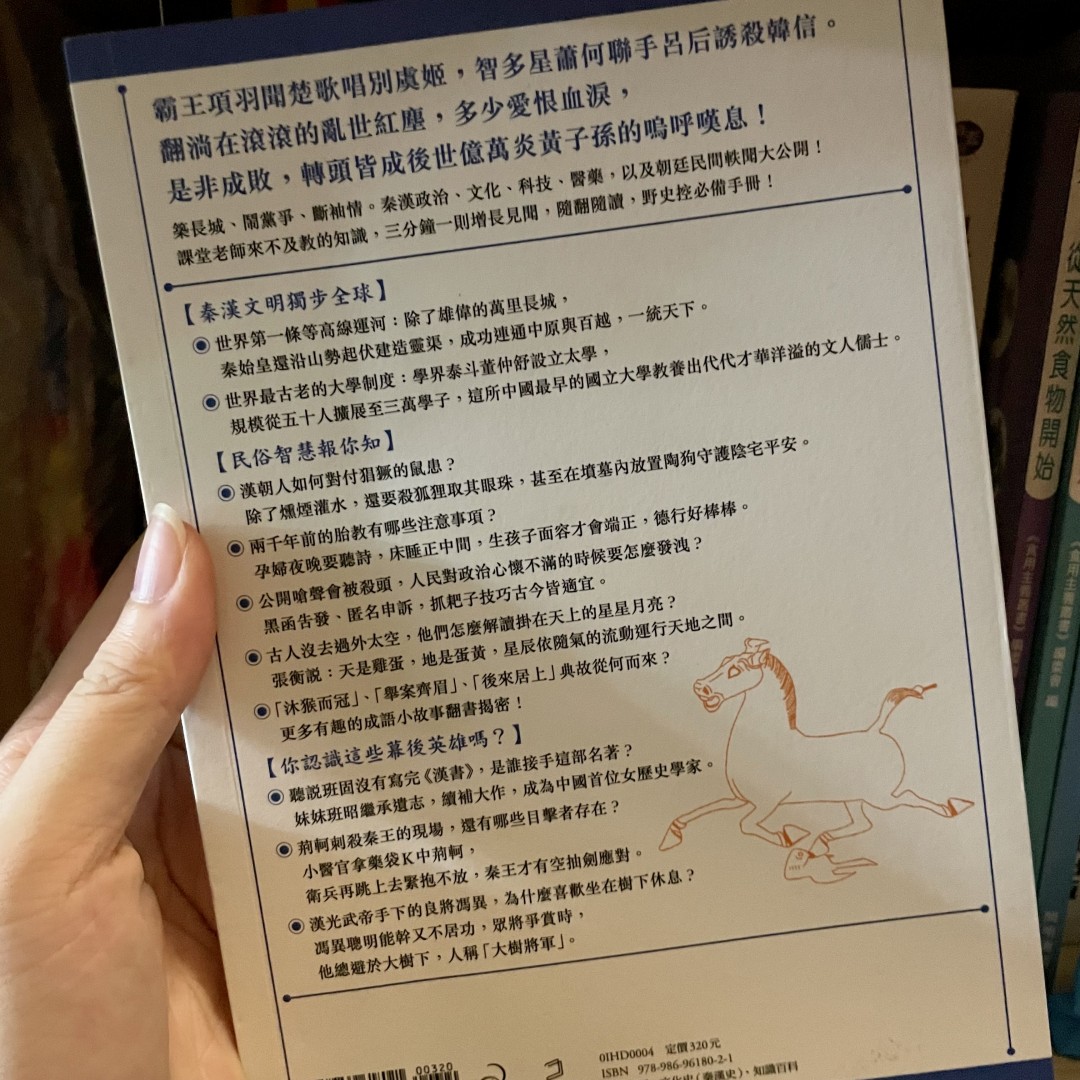 霸王項羽聞楚歌唱別虞姬，智多星蕭何聯手呂后誘殺韓信。
翻淌在滾滾的亂世紅塵，多少愛恨血淚，
是非成敗，轉頭皆成後世億萬炎黃子孫的嗚呼嘆息！
築長城、鬧黨爭、斷袖情。秦漢政治、文化、科技、醫藥，以及朝廷民間軼聞大公開！
課堂老師來不及教的知識，三分鐘一則增長見聞，隨翻隨讀，野史控必備手冊！
【秦漢文明獨步全球】
◉世界第一條等高線運河：除了雄偉的萬里長城，
秦始皇還沿山勢起伏建造靈渠，成功連通中原與百越，一統天下。
◉世界最古老的大學制度：學界泰斗董仲舒設立太學，
規模從五十人擴展至三萬學子，這所中國最早的國立大學教養出代代才華洋溢的文人儒士。
【民俗智慧報你知】
◉漢朝人如何對付猖獗的鼠患？
除了燻煙灌水，還要殺狐狸取其眼珠，甚至在墳墓內放置陶狗守護陰宅平安。
◉兩千年前的胎教有哪些注意事項？
孕婦夜晚要聽詩，床睡正中間，生孩子面容才會端正，德行好棒棒。
◉公開嗆聲會被殺頭，人民對政治心懷不滿的時候要怎麼發洩？
黑函告發、匿名申訴，抓耙子技巧古今皆適宜。
◉古人沒去過外太空，他們怎麼解讀掛在天上的星星月亮？
張衡說：天是雞蛋，地是蛋黃，星辰依隨氣的流動運行天地之間。
◉「沐猴而冠」、「舉案齊眉」、「後來居上」典故從何而來？
更多有趣的成語小故事翻書揭密！
【你認識這些幕後英雄嗎？】
◉聽說班固沒有寫完《漢書》，是誰接手這部名著？
妹妹班昭繼承遺志，續補大作，成為中國首位女歷史學家。
◉荊軻刺殺秦王的現場，還有哪些目擊者存在？
小醫官拿藥袋K中荊軻，
衛兵再跳上去緊抱不放，秦王才有空抽劍應對。
◉漢光武帝手下的良將馮異，為什麼喜歡坐在樹下休息？
馮異聰明能幹又不居功，眾將爭賞時，
他總避於大樹下，人稱「大樹將軍」。
00320
0IHD0004 定價320元
ISBN 978-986-96180-2-1
文化史（秦漢史）、知識百科
從天然食物開始